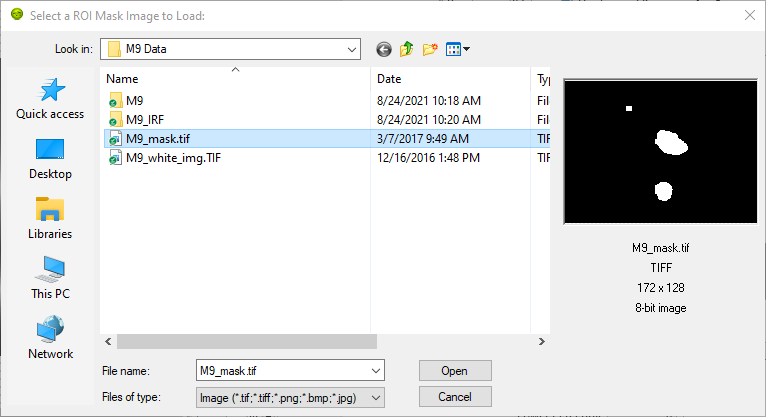 Select a ROI Mask Image to Load:
Look in: M9 Data
Name Date Ty
M9 8/24/2021 10:18 AM Fil
M9_IRF 8/24/2021 10:20 AM Fil
M9_mask.tif 3/7/2017 9:49 AM TIF
M9_white_img.TIF 12/16/2016 1:48 PM TIF
Quick access
Desktop
Libraries
This PC
Network
M9_mask.tif
TIFF
172 x 128
8-bit image
File name: M9_mask.tif Open
Files of type: Image (*.tif;*.tiff;*.png;*.bmp;*.jpg) Cancel